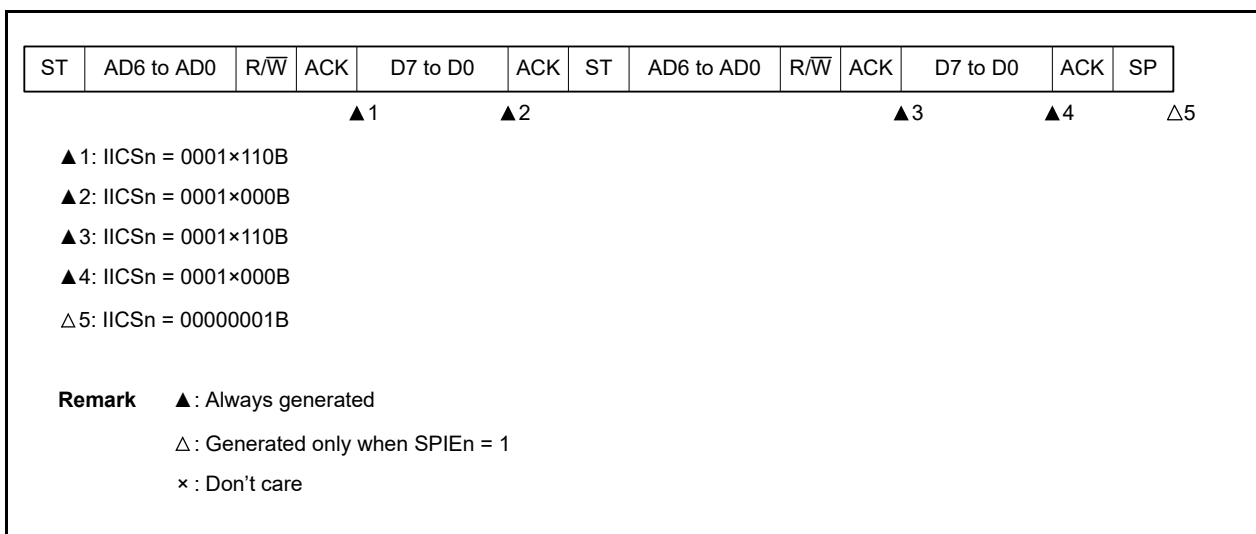 ST AD6 to AD0 R/W̅ ACK D7 to D0 ACK ST AD6 to AD0 R/W̅ ACK D7 to D0 ACK SP
▲1 ▲2 ▲3 ▲4 △5
▲1: IICSn = 0001×110B
▲2: IICSn = 0001×000B
▲3: IICSn = 0001×110B
▲4: IICSn = 0001×000B
△5: IICSn = 00000001B
Remark ▲: Always generated
△: Generated only when SPIEn = 1
×: Don’t care